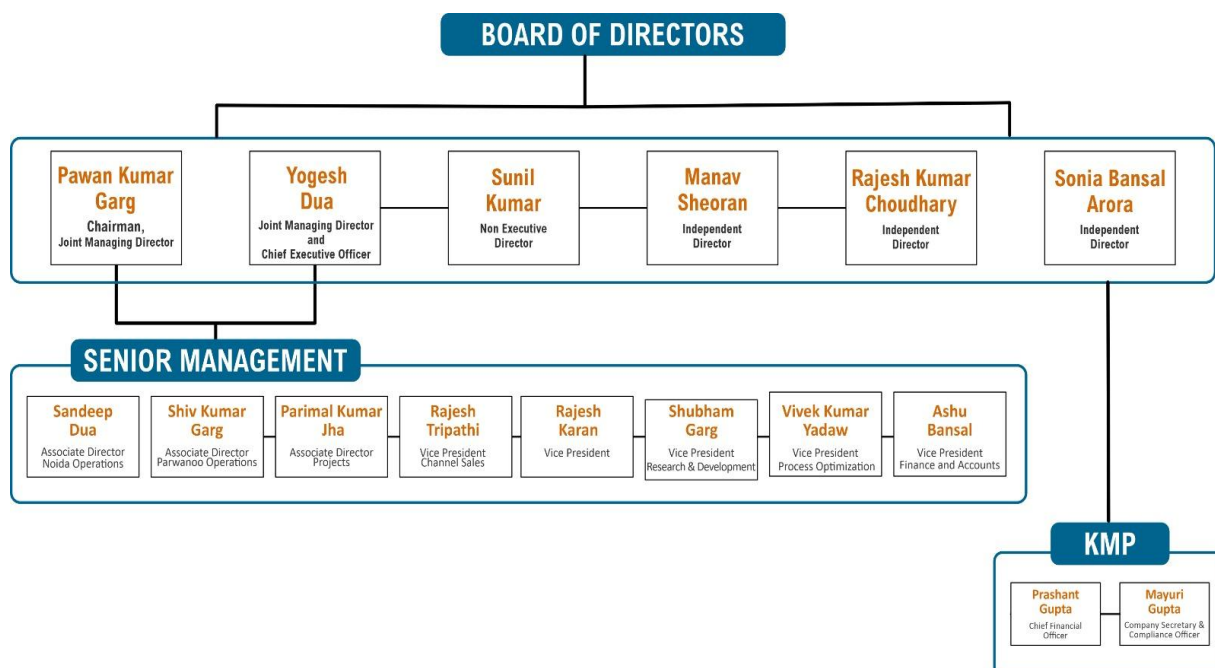 BOARD OF DIRECTORS
Pawan Kumar
Garg
Chairman,
Joint Managing Director
Yogesh
Dua
Joint Managing Director
and
Chief Executive Officer
Sunil
Kumar
Non Executive
Director
Manav
Sheoran
Independent
Director
Rajesh Kumar
Choudhary
Independent
Director
Sonia Bansal
Arora
Independent
Director
SENIOR MANAGEMENT
Sandeep
Dua
Associate Director
Noida Operations
Shiv Kumar
Garg
Associate Director
Parwanoo Operations
Parimal Kumar
Jha
Associate Director
Projects
Rajesh
Tripathi
Vice President
Channel Sales
Rajesh
Karan
Vice President
Shubham
Garg
Vice President
Research & Development
Vivek Kumar
Yadaw
Vice President
Process Optimization
Ashu
Bansal
Vice President
Finance and Accounts
KMP
Prashant
Gupta
Chief Financial
Officer
Mayuri
Gupta
Company Secretary &
Compliance Officer